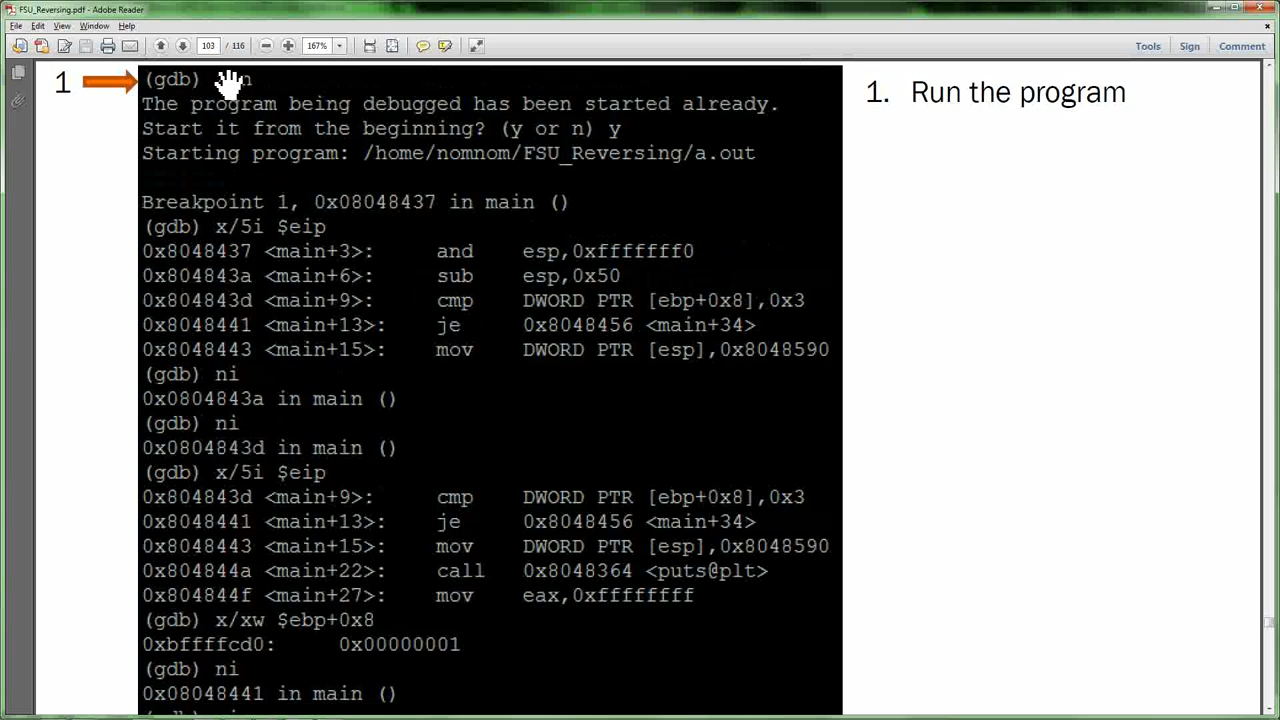 FSU_Reversing.pdf - Adobe Reader
File Edit View Window Help
103 / 116 167% Tools Sign Comment
1
(gdb)
The program being debugged has been started already.
Start it from the beginning? (y or n) y
Starting program: /home/nomnom/FSU_Reversing/a.out
Breakpoint 1, 0x08048437 in main ()
(gdb) x/5i $eip
0x8048437 <main+3>: and esp,0xfffffff0
0x804843a <main+6>: sub esp,0x50
0x804843d <main+9>: cmp DWORD PTR [ebp+0x8],0x3
0x8048441 <main+13>: je 0x8048456 <main+34>
0x8048443 <main+15>: mov DWORD PTR [esp],0x8048590
(gdb) ni
0x0804843a in main ()
(gdb) ni
0x0804843d in main ()
(gdb) x/5i $eip
0x804843d <main+9>: cmp DWORD PTR [ebp+0x8],0x3
0x8048441 <main+13>: je 0x8048456 <main+34>
0x8048443 <main+15>: mov DWORD PTR [esp],0x8048590
0x804844a <main+22>: call 0x8048364 <puts@plt>
0x804844f <main+27>: mov eax,0xffffffff
(gdb) x/xw $ebp+0x8
0xbffffcd0: 0x00000001
(gdb) ni
0x08048441 in main ()
1. Run the program